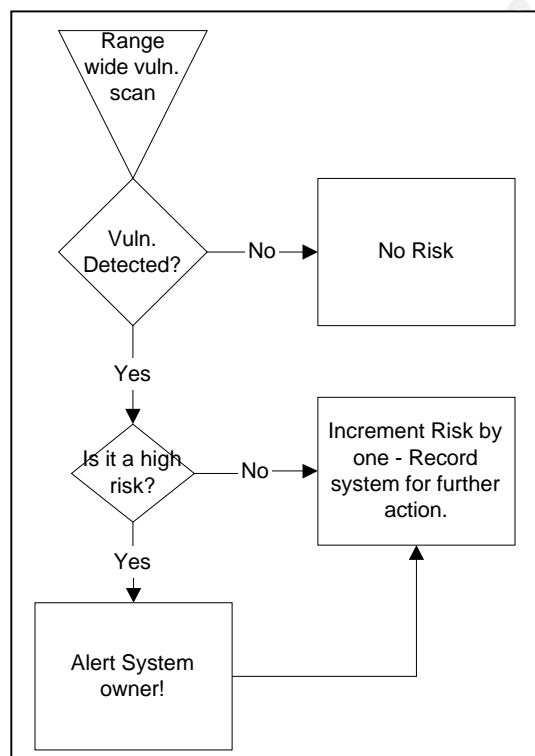 Range
wide vuln.
scan
Vuln.
Detected?
No
No Risk
Yes
Is it a high
risk?
No
Increment Risk by
one - Record
system for further
action.
Yes
Alert System
owner!